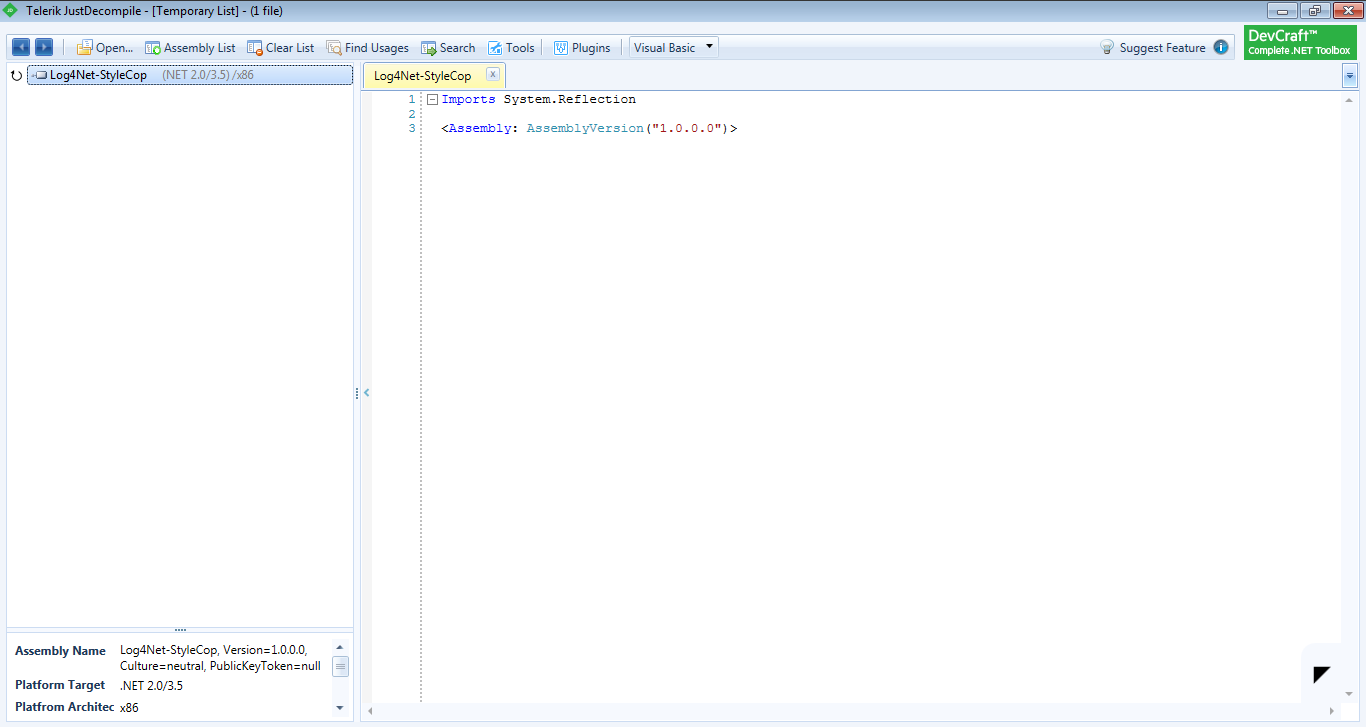 Telerik JustDecompile - [Temporary List] - (1 file)
Open... Assembly List Clear List Find Usages Search Tools Plugins Visual Basic Suggest Feature
DevCraft™
Complete .NET Toolbox
Log4Net-StyleCop (NET 2.0/3.5) /x86
Log4Net-StyleCop
1 Imports System.Reflection
2
3 <Assembly: AssemblyVersion("1.0.0.0")>
Assembly Name Log4Net-StyleCop, Version=1.0.0.0,
Culture=neutral, PublicKeyToken=null
Platform Target .NET 2.0/3.5
Platfrom Architec x86